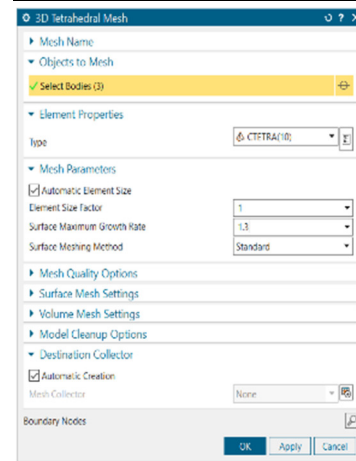 3D Tetrahedral Mesh
Mesh Name
Objects to Mesh
Select Bodies (3)
Element Properties
Type
CTETRA(10)
Mesh Parameters
Automatic Element Size
Element Size Factor
1
Surface Maximum Growth Rate
1.3
Surface Meshing Method
Standard
Mesh Quality Options
Surface Mesh Settings
Volume Mesh Settings
Model Cleanup Options
Destination Collector
Automatic Creation
Mesh Collector
None
Boundary Nodes
OK Apply Cancel